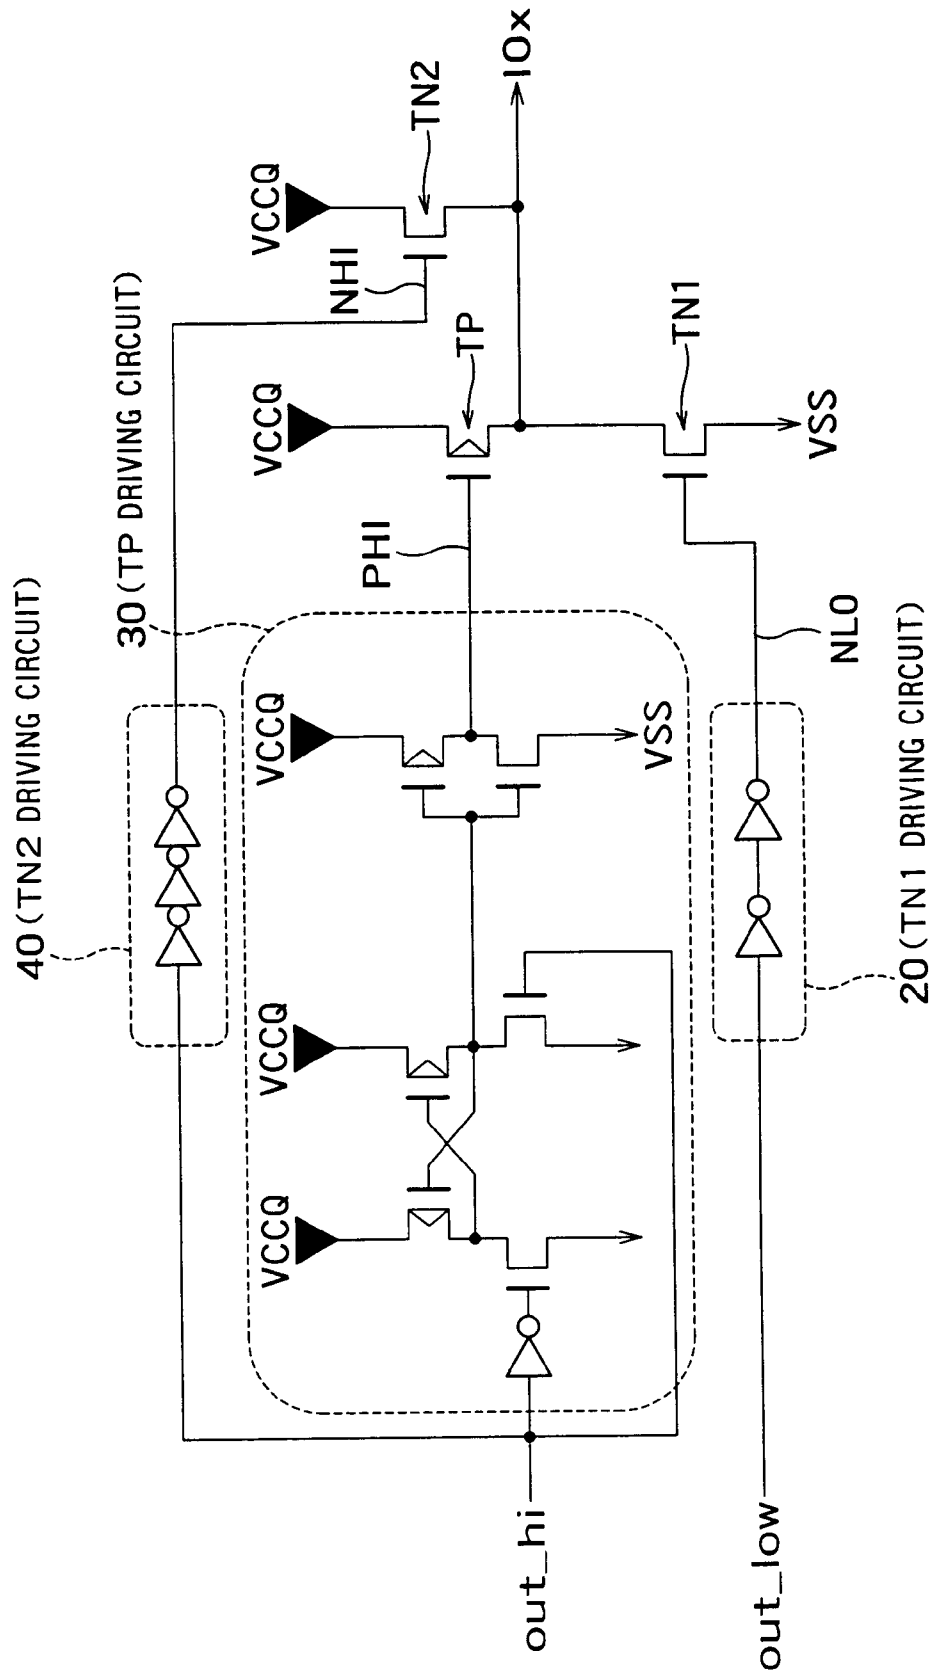 40 (TN2 DRIVING CIRCUIT)
30 (TP DRIVING CIRCUIT)
VCCQ
VCCQ
VCCQ
VCCQ
VCCQ
NHI
TN2
PHI
TP
IOx
VSS
TN1
VSS
NLO
20 (TN1 DRIVING CIRCUIT)
out_hi
out_low